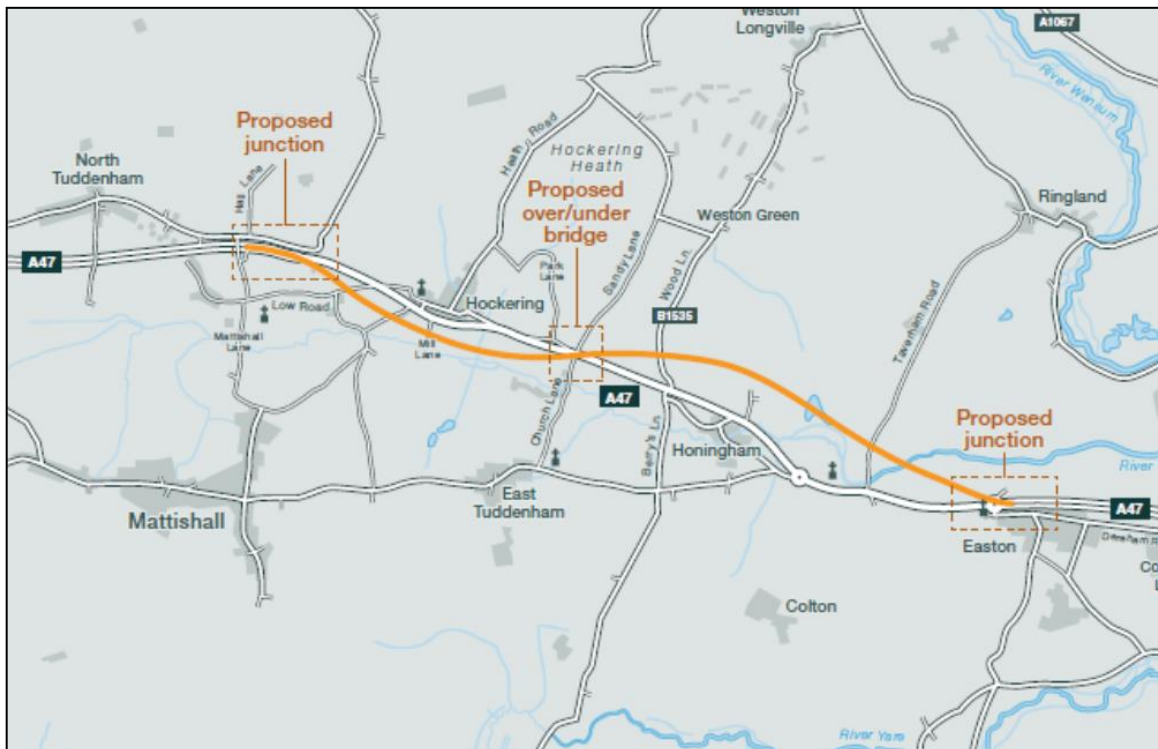 Weston
Longville
A1067
River Wensum
Proposed
junction
Heath Road
Hockering
Heath
North
Tuddenham
Hall Lane
Proposed
over/under
bridge
Ringland
Weston Green
Sandy Lane
Wood Ln.
Park
Lane
A47
Low Road
Hockering
B1535
Taverham Road
Mattishall
Lane
Mill
Lane
A47
Church Lane
Proposed
junction
Berry's Ln.
Honingham
River
East
Tuddenham
Mattishall
A47
Easton
Colton
River Yare